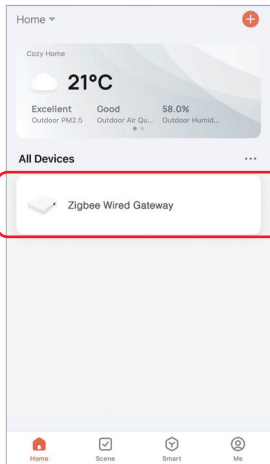 Home
Cozy Home
21°C
Excellent Good 58.0%
Outdoor PM2.5 Outdoor Air Qu... Outdoor Humid...
All Devices
Zigbee Wired Gateway
Home Scene Smart Me